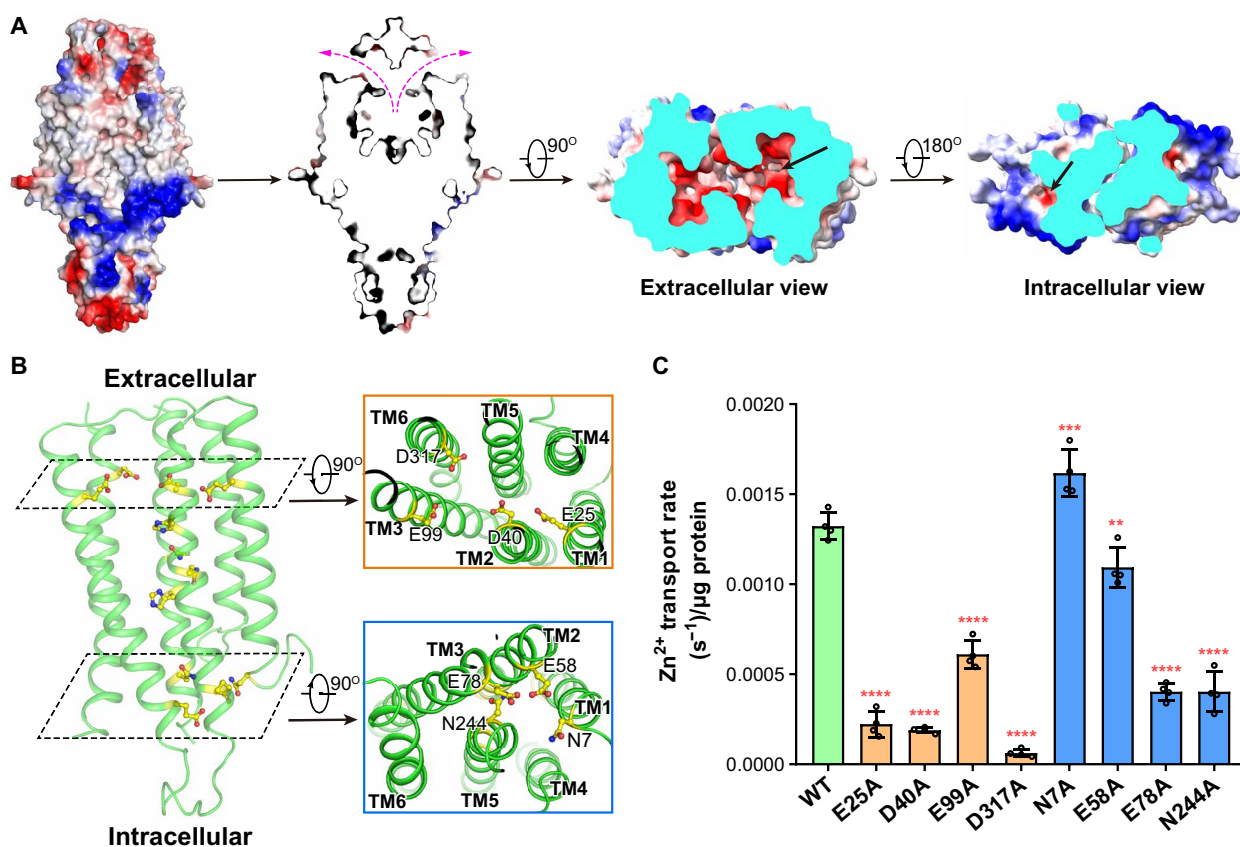 A
90°
180°
Extracellular view
Intracellular view
B
Extracellular
90°
TM6
TM5
TM4
D317
E25
TM3
E99
D40
TM2
TM1
TM2
TM3
E58
E78
TM1
N244
N7
TM4
TM6
TM5
90°
Intracellular
C
Zn²⁺ transport rate
(s⁻¹)/µg protein
0.0020
0.0015
0.0010
0.0005
0.0000
****
****
****
****
***
**
****
****
WT
E25A
D40A
E99A
D317A
N7A
E58A
E78A
N244A